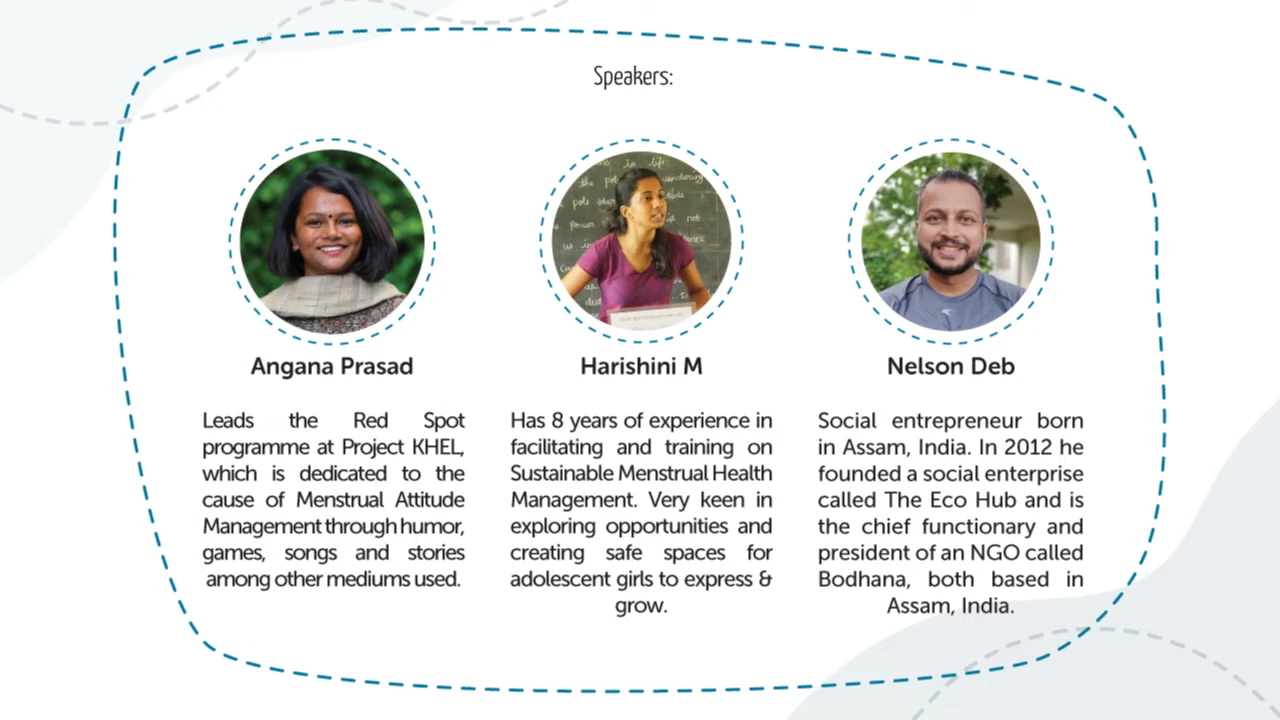 Speakers:
Angana Prasad
Leads the Red Spot
programme at Project KHEL,
which is dedicated to the
cause of Menstrual Attitude
Management through humor,
games, songs and stories
among other mediums used.
Harishini M
Has 8 years of experience in
facilitating and training on
Sustainable Menstrual Health
Management. Very keen in
exploring opportunities and
creating safe spaces for
adolescent girls to express &
grow.
Nelson Deb
Social entrepreneur born
in Assam, India. In 2012 he
founded a social enterprise
called The Eco Hub and is
the chief functionary and
president of an NGO called
Bodhana, both based in
Assam, India.